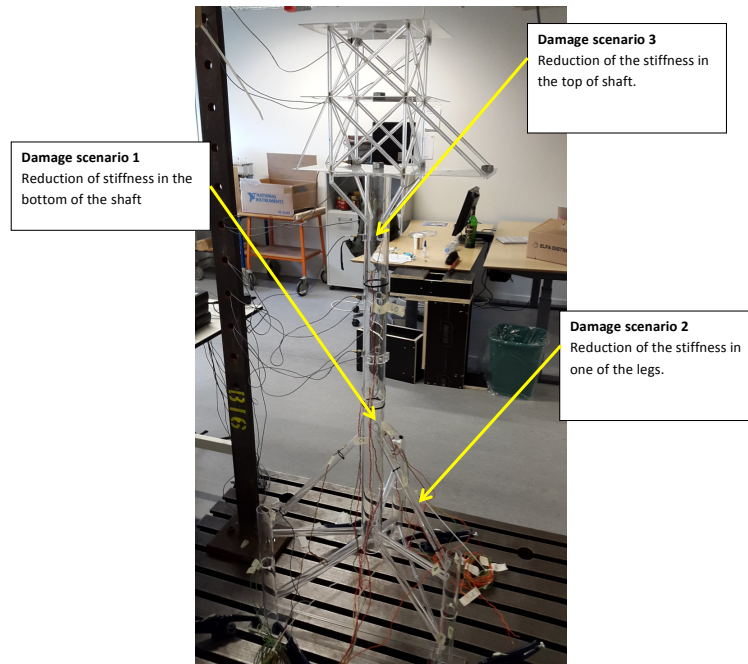 Damage scenario 3
Reduction of the stiffness in
the top of shaft.
Damage scenario 1
Reduction of stiffness in the
bottom of the shaft
NATIONAL
INSTRUMENTS
Damage scenario 2
Reduction of the stiffness in
one of the legs.
B16